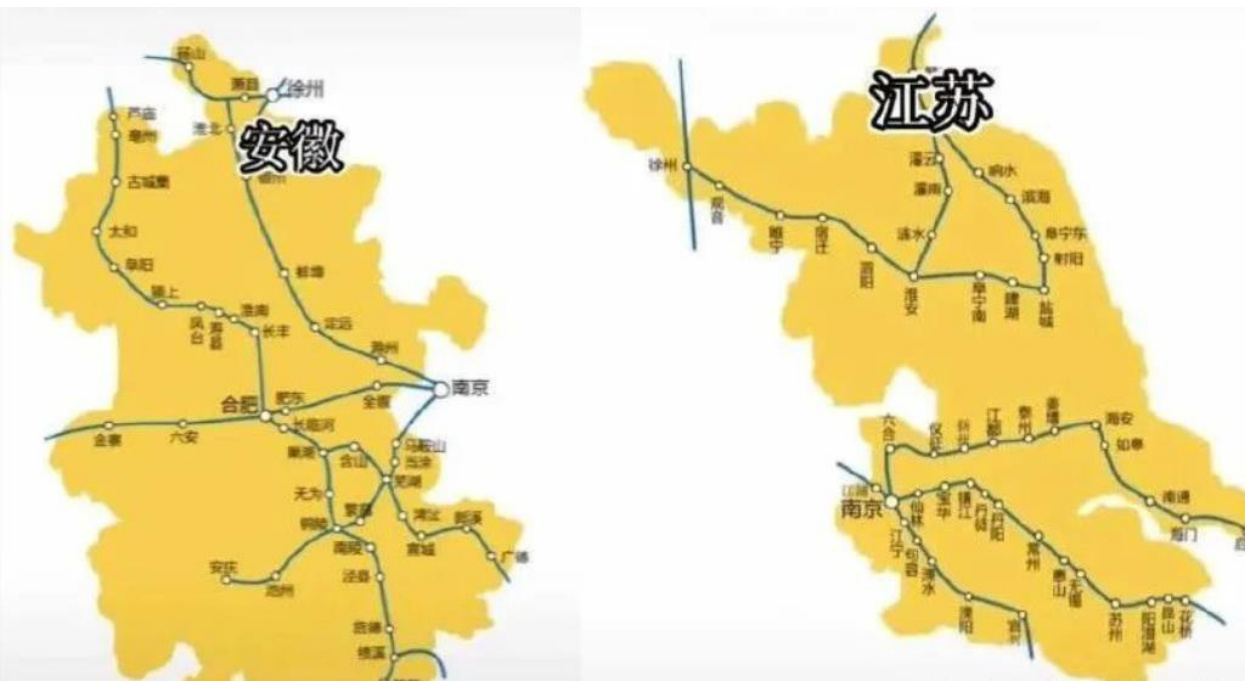 砀山
萧县
徐州
芦庙
淮北
安徽
亳州
古城集
太和
阜阳
蚌埠
颍上
凤台
寿县
淮南
长丰
定远
滁州
南京
合肥
肥东
全椒
金寨
六安
长临河
巢湖
含山
马鞍山
当涂
芜湖
无为
繁昌
湾沚
铜陵
南陵
宣城
广德
安庆
池州
泾县
旌德
绩溪
江苏
徐州
观音
睢宁
宿迁
泗阳
灌云
响水
灌南
滨海
涟水
阜宁东
射阳
淮安
阜宁南
建湖
盐城
六合
仪征
扬州
江都
泰州
姜堰
海安
如皋
南通
海门
启
南京
仙林
宝华
镇江
丹徒
丹阳
常州
惠山
无锡
苏州
阳澄湖
昆山
花桥
江宁
句容
溧水
溧阳
宜兴